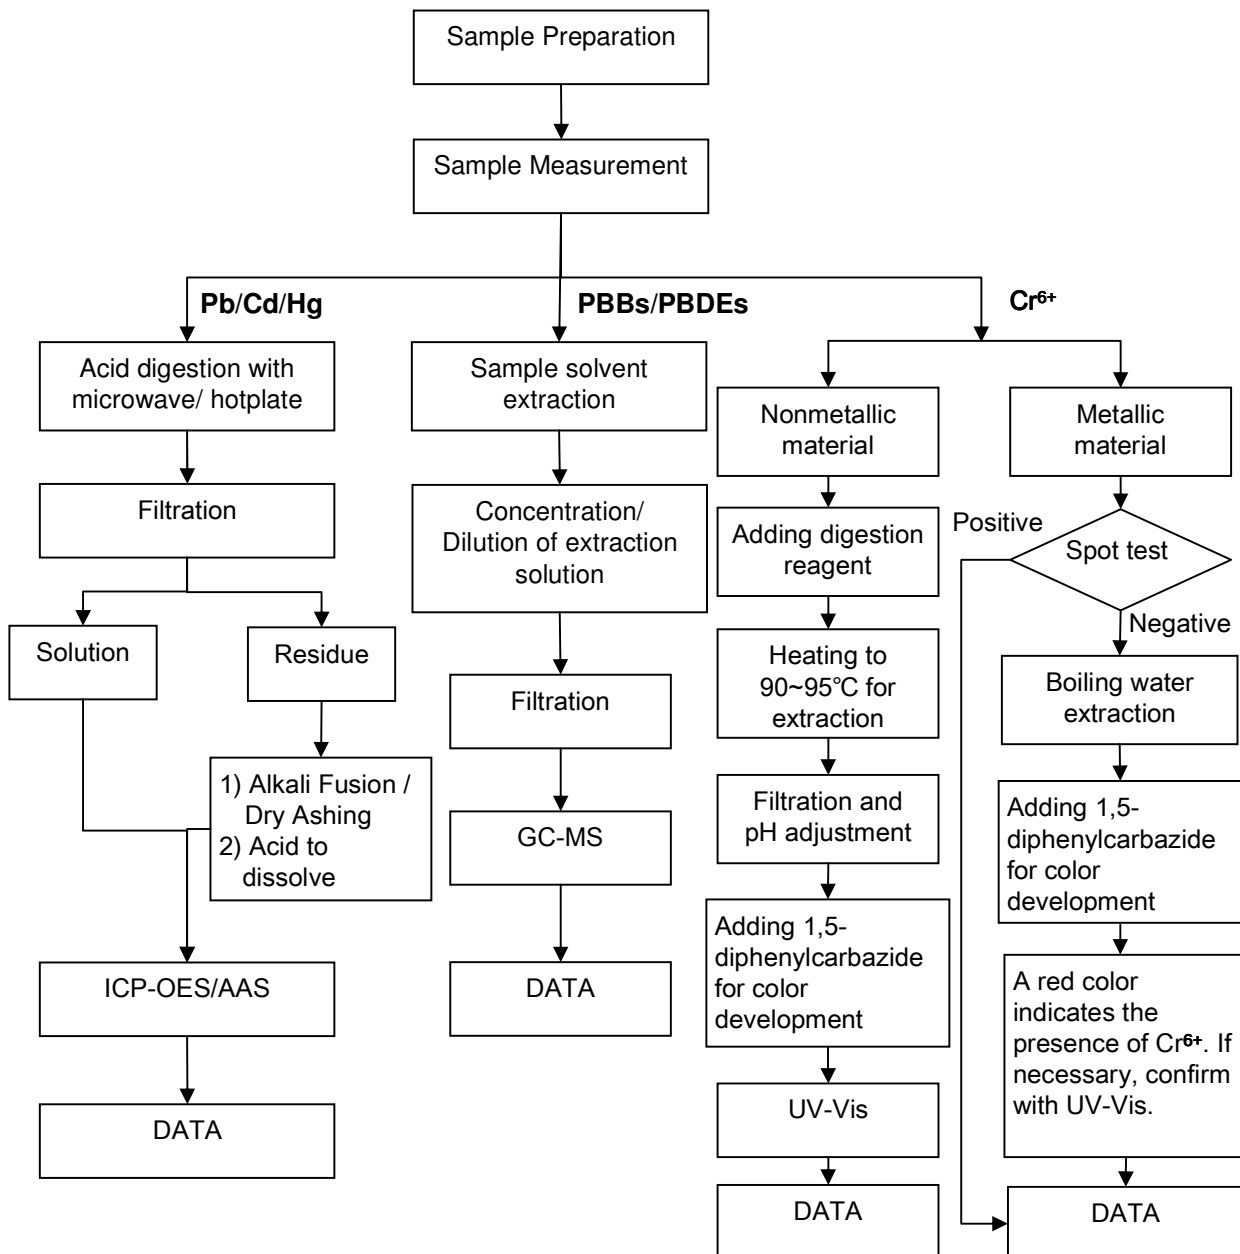 Sample Preparation
Sample Measurement
Pb/Cd/Hg
PBBs/PBDEs
Cr⁶⁺
Acid digestion with
microwave/ hotplate
Filtration
Solution
Residue
1) Alkali Fusion /
Dry Ashing
2) Acid to
dissolve
ICP-OES/AAS
DATA
Sample solvent
extraction
Concentration/
Dilution of extraction
solution
Filtration
GC-MS
DATA
Nonmetallic
material
Adding digestion
reagent
Heating to
90~95℃ for
extraction
Filtration and
pH adjustment
Adding 1,5-
diphenylcarbazide
for color
development
UV-Vis
DATA
Metallic
material
Positive
Spot test
Negative
Boiling water
extraction
Adding 1,5-
diphenylcarbazide
for color
development
A red color
indicates the
presence of Cr⁶⁺. If
necessary, confirm
with UV-Vis.
DATA